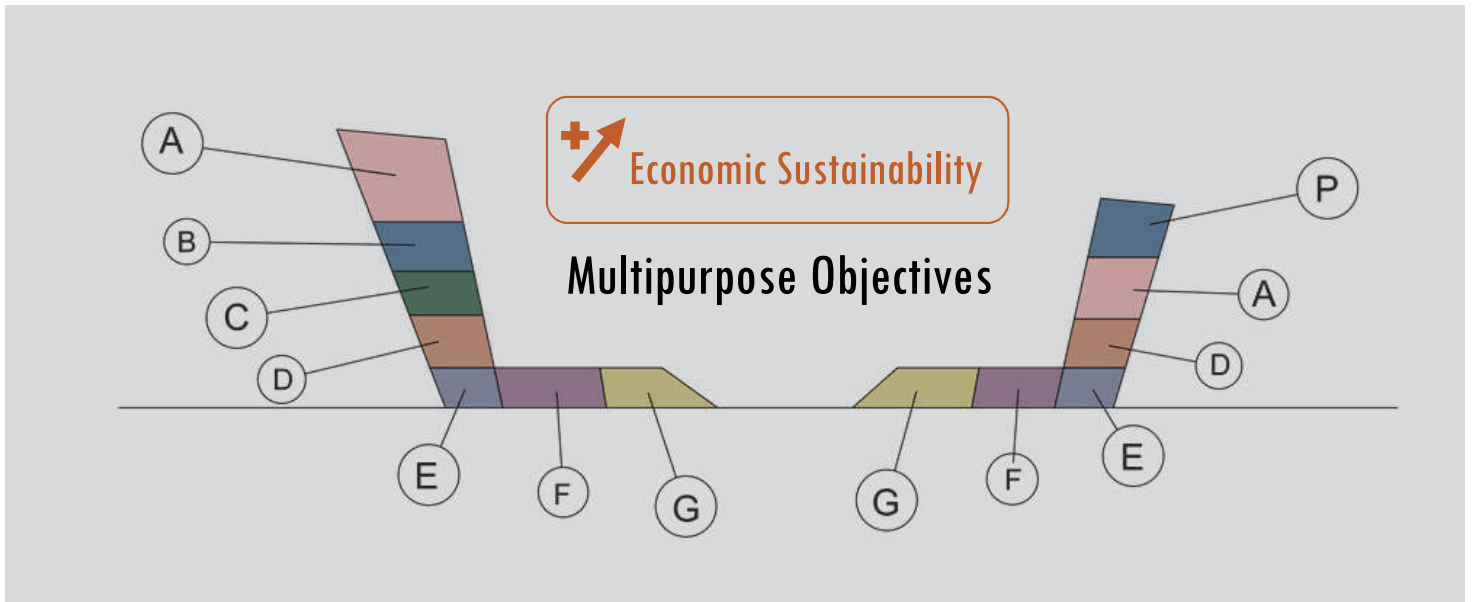 A
B
C
D
E
F
G
+ Economic Sustainability
Multipurpose Objectives
P
A
D
E
F
G